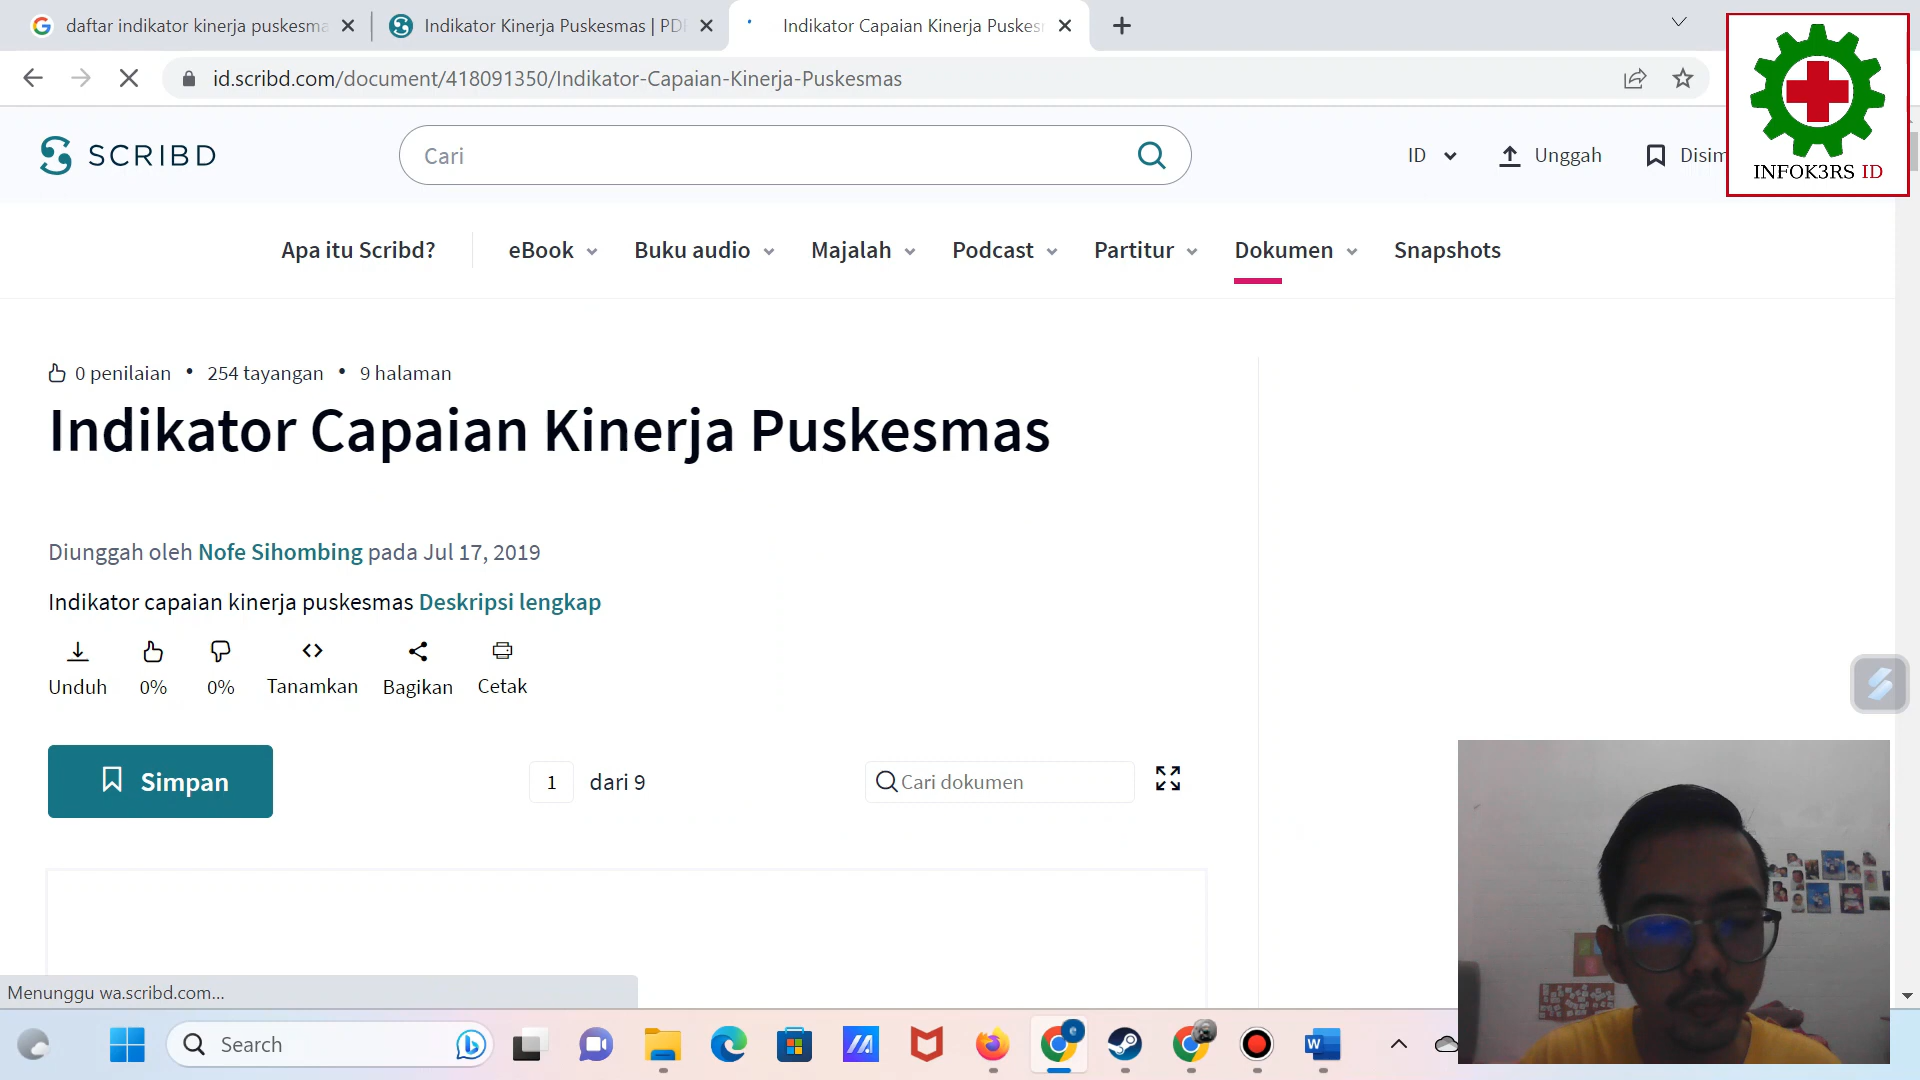 daftar indikator kinerja puskesma
Indikator Kinerja Puskesmas | PD
Indikator Capaian Kinerja Puskes
id.scribd.com/document/418091350/Indikator-Capaian-Kinerja-Puskesmas
INFOK3RS ID
SCRIBD
Cari
ID
Unggah
Disim
Apa itu Scribd?
eBook
Buku audio
Majalah
Podcast
Partitur
Dokumen
Snapshots
0 penilaian • 254 tayangan • 9 halaman
Indikator Capaian Kinerja Puskesmas
Diunggah oleh Nofe Sihombing pada Jul 17, 2019
Indikator capaian kinerja puskesmas Deskripsi lengkap
Unduh
0%
0%
Tanamkan
Bagikan
Cetak
Simpan
1 dari 9
Cari dokumen
Menunggu wa.scribd.com...
Search